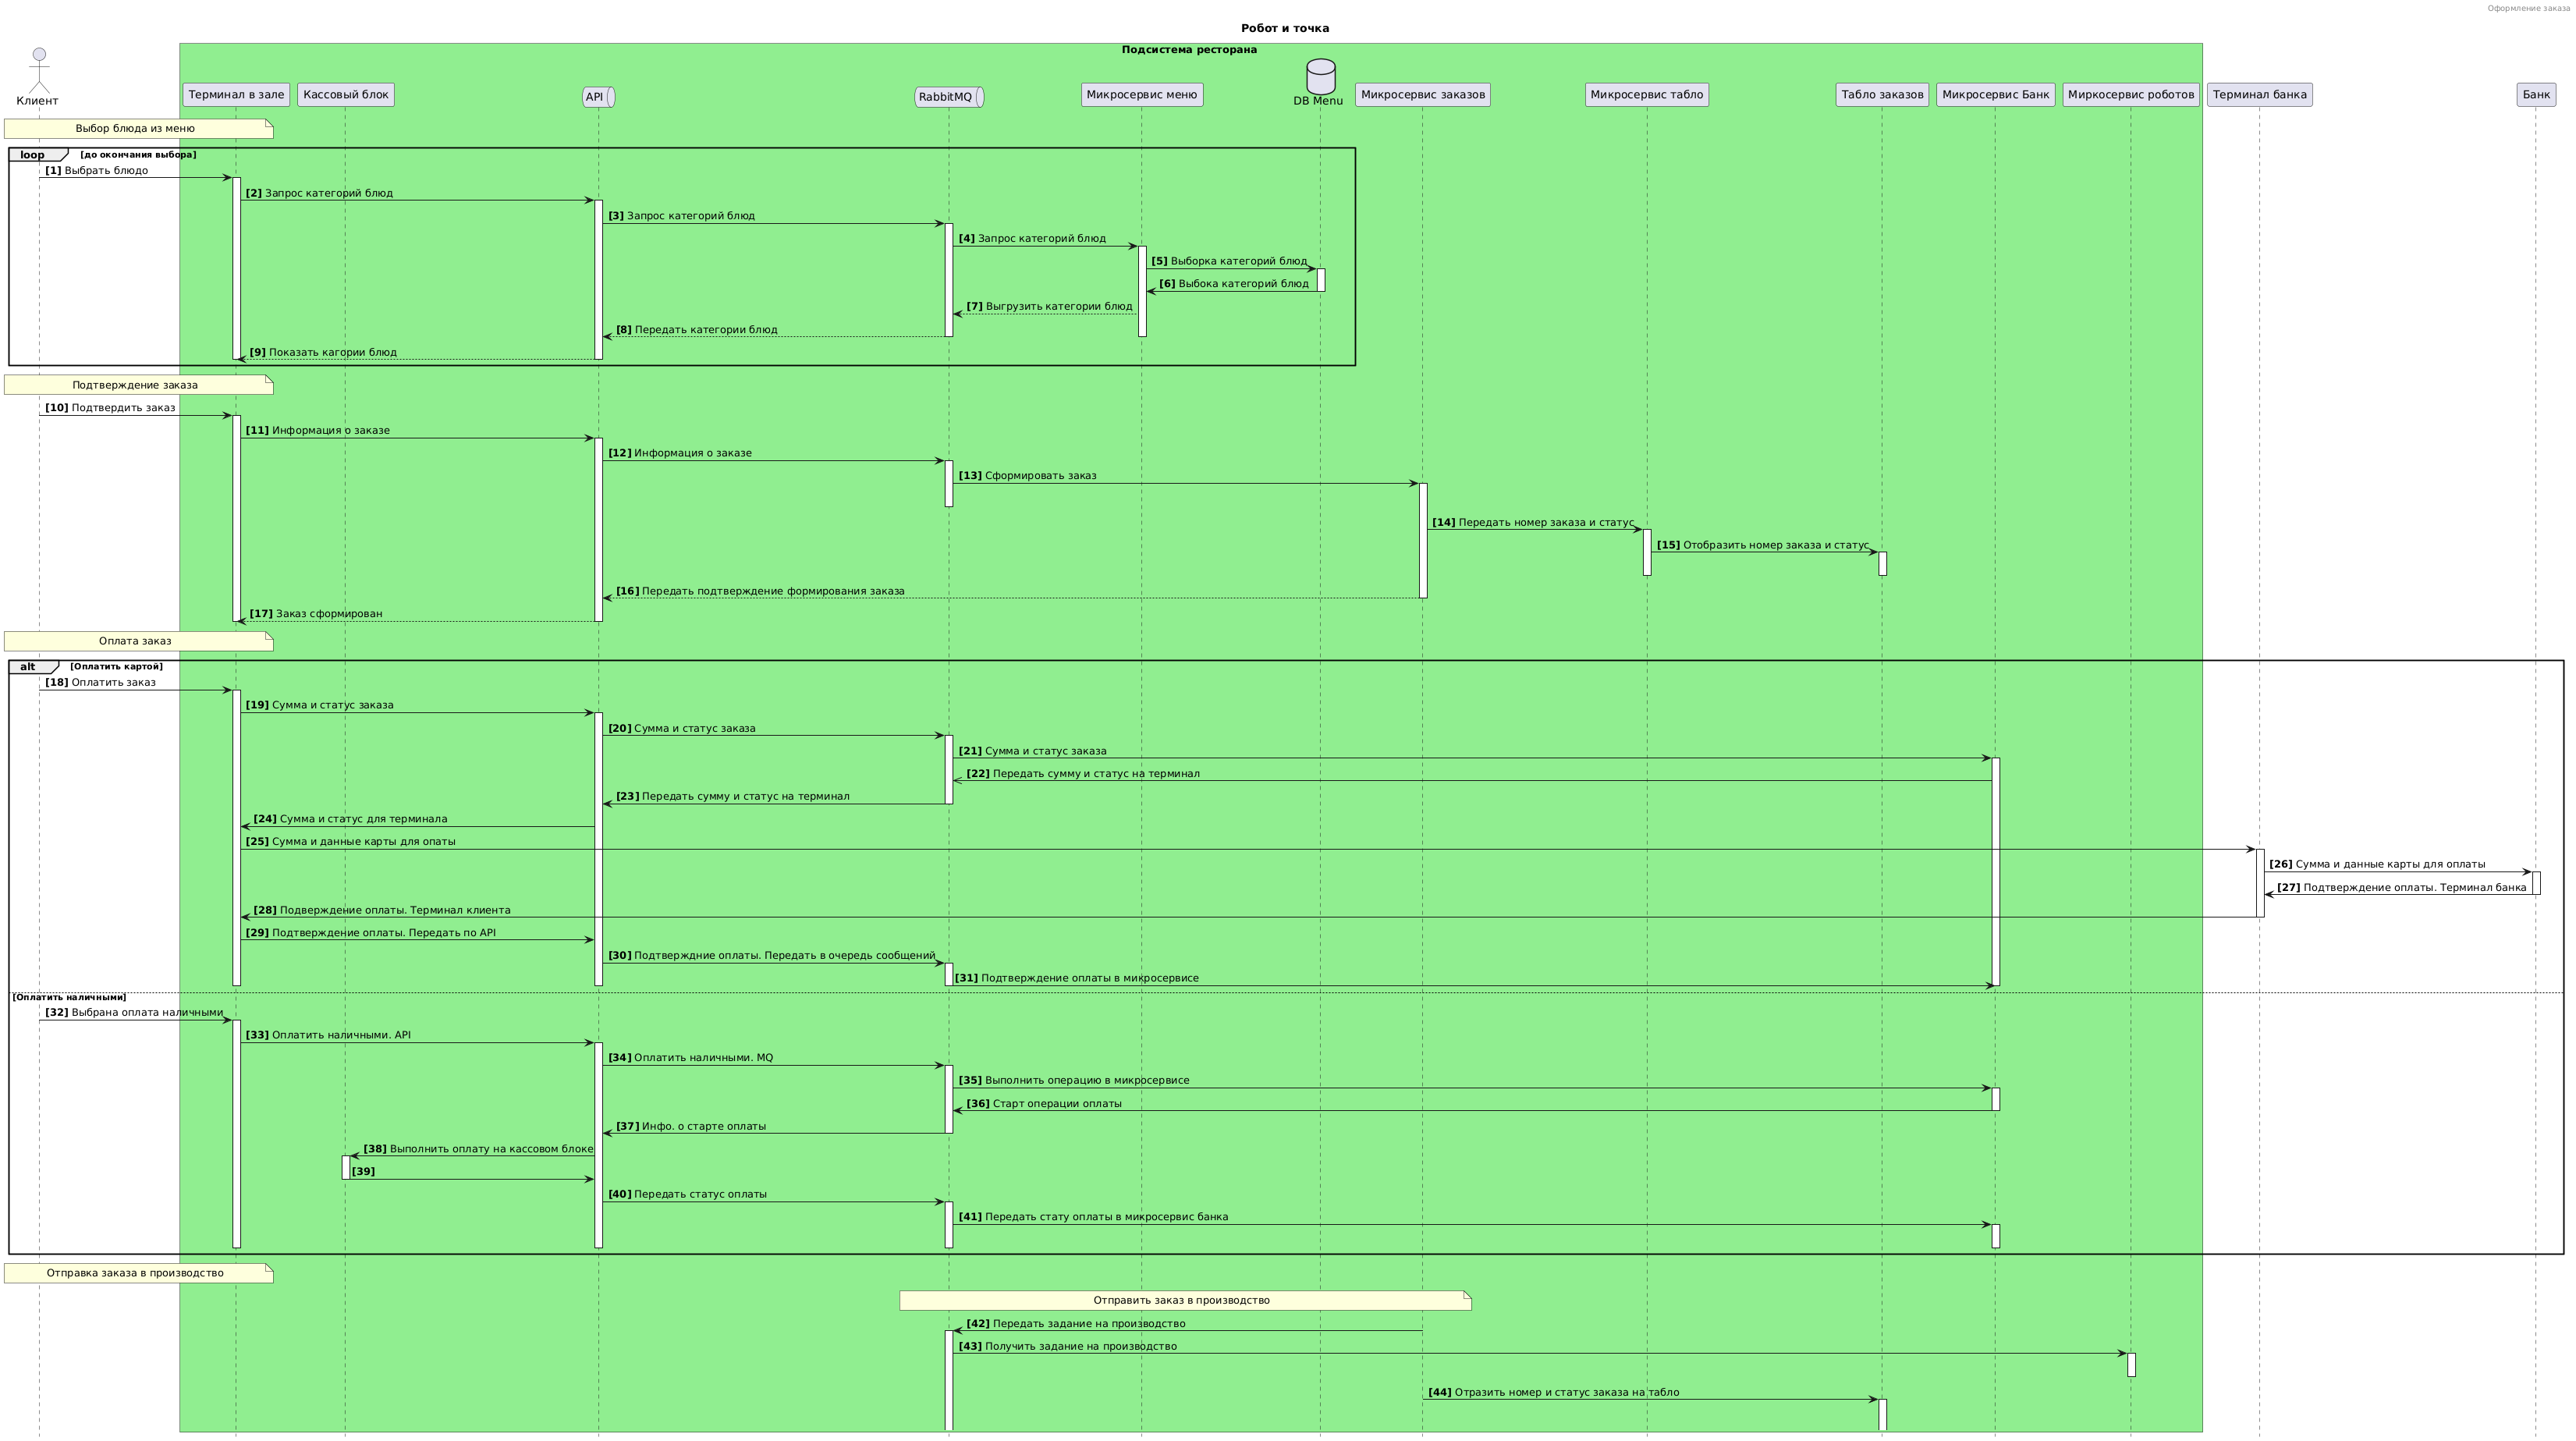 Оформление заказа
Робот и точка
Подсистема ресторана
Клиент
Терминал в зале
Кассовый блок
API
RabbitMQ
Микросервис меню
DB Menu
Микросервис заказов
Микросервис табло
Табло заказов
Микросервис Банк
Миркосервис роботов
Терминал банка
Банк
Выбор блюда из меню
loop [до окончания выбора]
[1] Выбрать блюдо
[2] Запрос категорий блюд
[3] Запрос категорий блюд
[4] Запрос категорий блюд
[5] Выборка категорий блюд
[6] Выбока категорий блюд
[7] Выгрузить категории блюд
[8] Передать категории блюд
[9] Показать кагории блюд
Подтверждение заказа
[10] Подтвердить заказ
[11] Информация о заказе
[12] Информация о заказе
[13] Сформировать заказ
[14] Передать номер заказа и статус
[15] Отобразить номер заказа и статус
[16] Передать подтверждение формирования заказа
[17] Заказ сформирован
Оплата заказ
alt [Оплатить картой]
[18] Оплатить заказ
[19] Сумма и статус заказа
[20] Сумма и статус заказа
[21] Сумма и статус заказа
[22] Передать сумму и статус на терминал
[23] Передать сумму и статус на терминал
[24] Сумма и статус для терминала
[25] Сумма и данные карты для опаты
[26] Сумма и данные карты для оплаты
[27] Подтверждение оплаты. Терминал банка
[28] Подверждение оплаты. Терминал клиента
[29] Подтверждение оплаты. Передать по API
[30] Подтверждние оплаты. Передать в очередь сообщений
[31] Подтверждение оплаты в микросервисе
[Оплатить наличными]
[32] Выбрана оплата наличными
[33] Оплатить наличными. API
[34] Оплатить наличными. MQ
[35] Выполнить операцию в микросервисе
[36] Старт операции оплаты
[37] Инфо. о старте оплаты
[38] Выполнить оплату на кассовом блоке
[39]
[40] Передать статус оплаты
[41] Передать стату оплаты в микросервис банка
Отправка заказа в производство
Отправить заказ в производство
[42] Передать задание на производство
[43] Получить задание на производство
[44] Отразить номер и статус заказа на табло